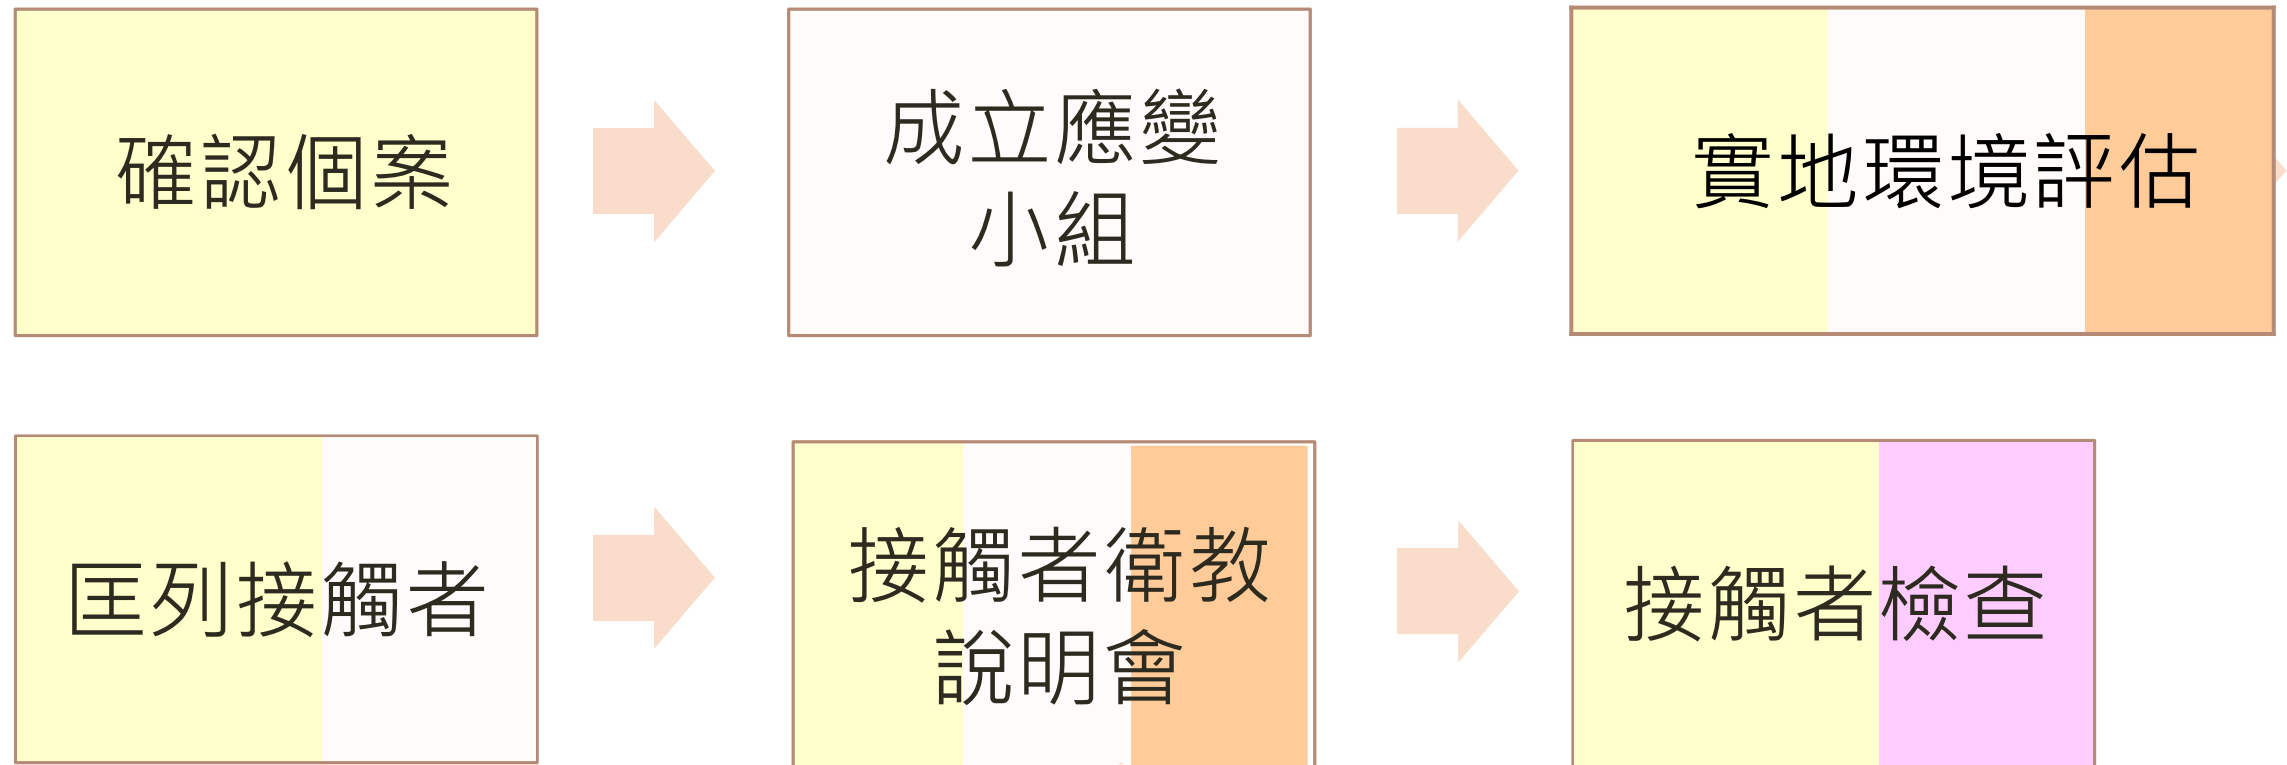 確認個案
成立應變
小組
實地環境評估
匡列接觸者
接觸者衛教
說明會
接觸者檢查